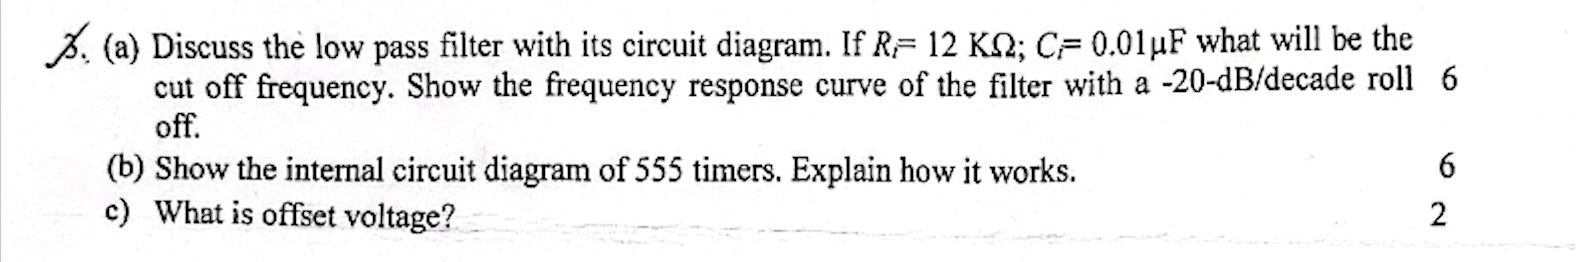 3. (a) Discuss the low pass filter with its circuit diagram. If R= 12 KΩ; C= 0.01µF what will be the
cut off frequency. Show the frequency response curve of the filter with a -20-dB/decade roll 6
off.
(b) Show the internal circuit diagram of 555 timers. Explain how it works. 6
c) What is offset voltage? 2